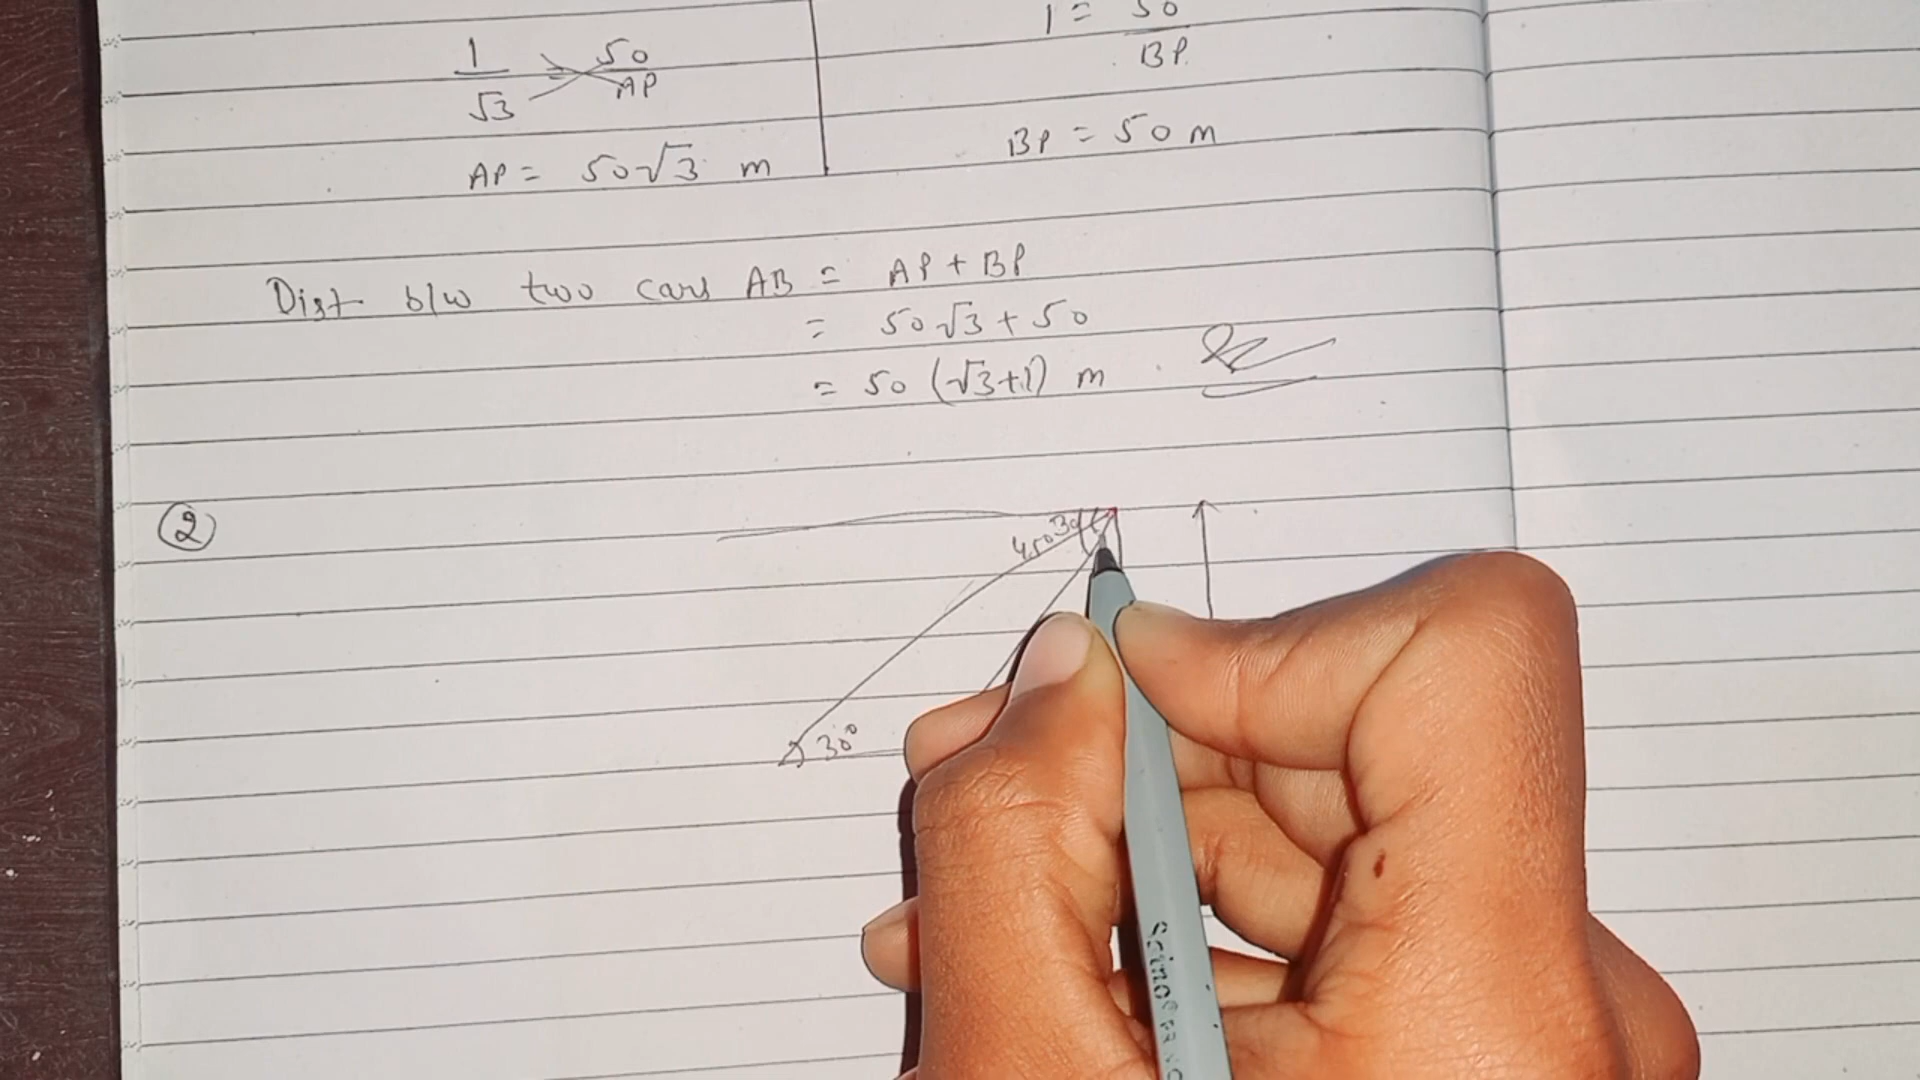 1/√3 = 50/AP
AP = 50√3 m
1 = 50/BP
BP = 50 m
Dist b/w two cars AB = AP + BP
= 50√3 + 50
= 50 (√3+1) m
2
30
45°
30°